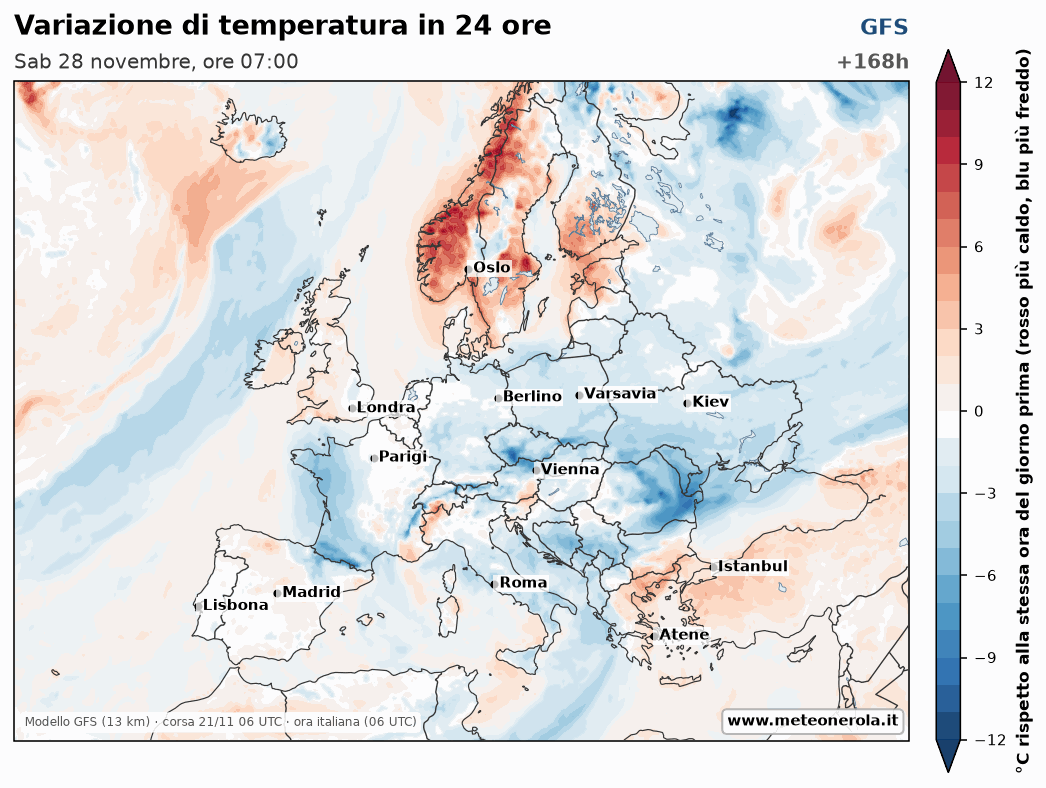 Variazione di temperatura in 24 ore
GFS
Sab 28 novembre, ore 07:00
+168h
Oslo
Berlino
Varsavia
Kiev
Londra
Parigi
Vienna
Istanbul
Roma
Madrid
Lisbona
Atene
Modello GFS (13 km) · corsa 21/11 06 UTC · ora italiana (06 UTC)
www.meteonerola.it
12
9
6
3
0
−3
−6
−9
−12
°C rispetto alla stessa ora del giorno prima (rosso più caldo, blu più freddo)